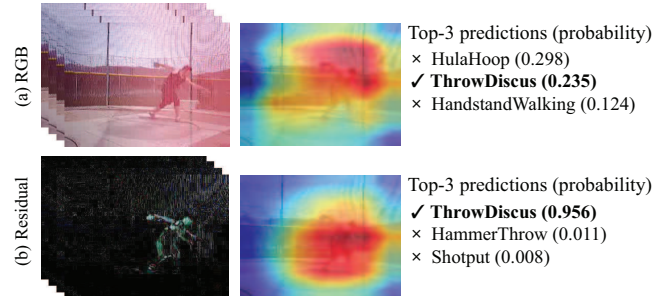 (a) RGB
Top-3 predictions (probability)
× HulaHoop (0.298)
✓ ThrowDiscus (0.235)
× HandstandWalking (0.124)
(b) Residual
Top-3 predictions (probability)
✓ ThrowDiscus (0.956)
× HammerThrow (0.011)
× Shotput (0.008)